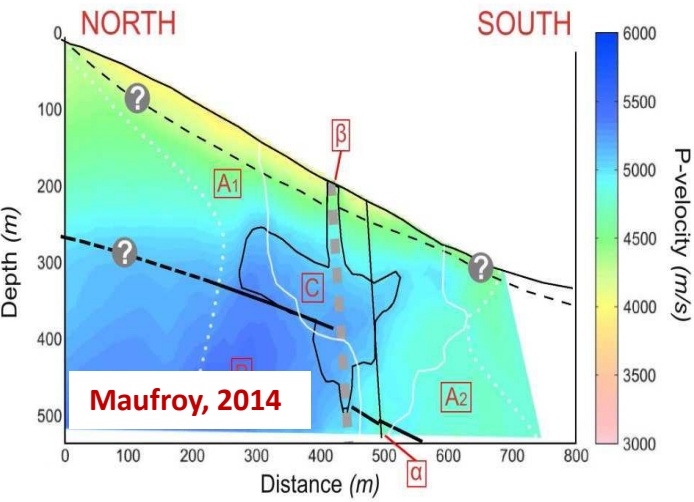 NORTH
SOUTH
0
100
200
300
400
500
Depth (m)
0
100
200
300
400
500
600
700
800
Distance (m)
?
?
?
β
A1
C
A2
α
Maufroy, 2014
6000
5500
5000
4500
4000
3500
3000
P-velocity (m/s)